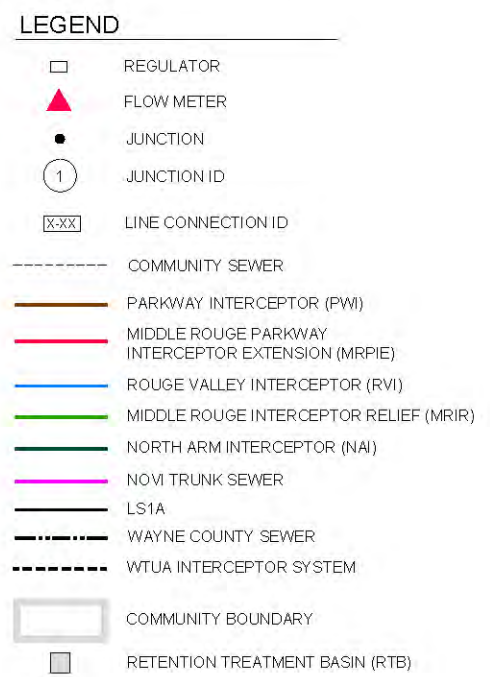 LEGEND
REGULATOR
FLOW METER
JUNCTION
1 JUNCTION ID
X-XX LINE CONNECTION ID
COMMUNITY SEWER
PARKWAY INTERCEPTOR (PWI)
MIDDLE ROUGE PARKWAY
INTERCEPTOR EXTENSION (MRPIE)
ROUGE VALLEY INTERCEPTOR (RVI)
MIDDLE ROUGE INTERCEPTOR RELIEF (MRIR)
NORTH ARM INTERCEPTOR (NAI)
NOVI TRUNK SEWER
LS1A
WAYNE COUNTY SEWER
WTUA INTERCEPTOR SYSTEM
COMMUNITY BOUNDARY
RETENTION TREATMENT BASIN (RTB)